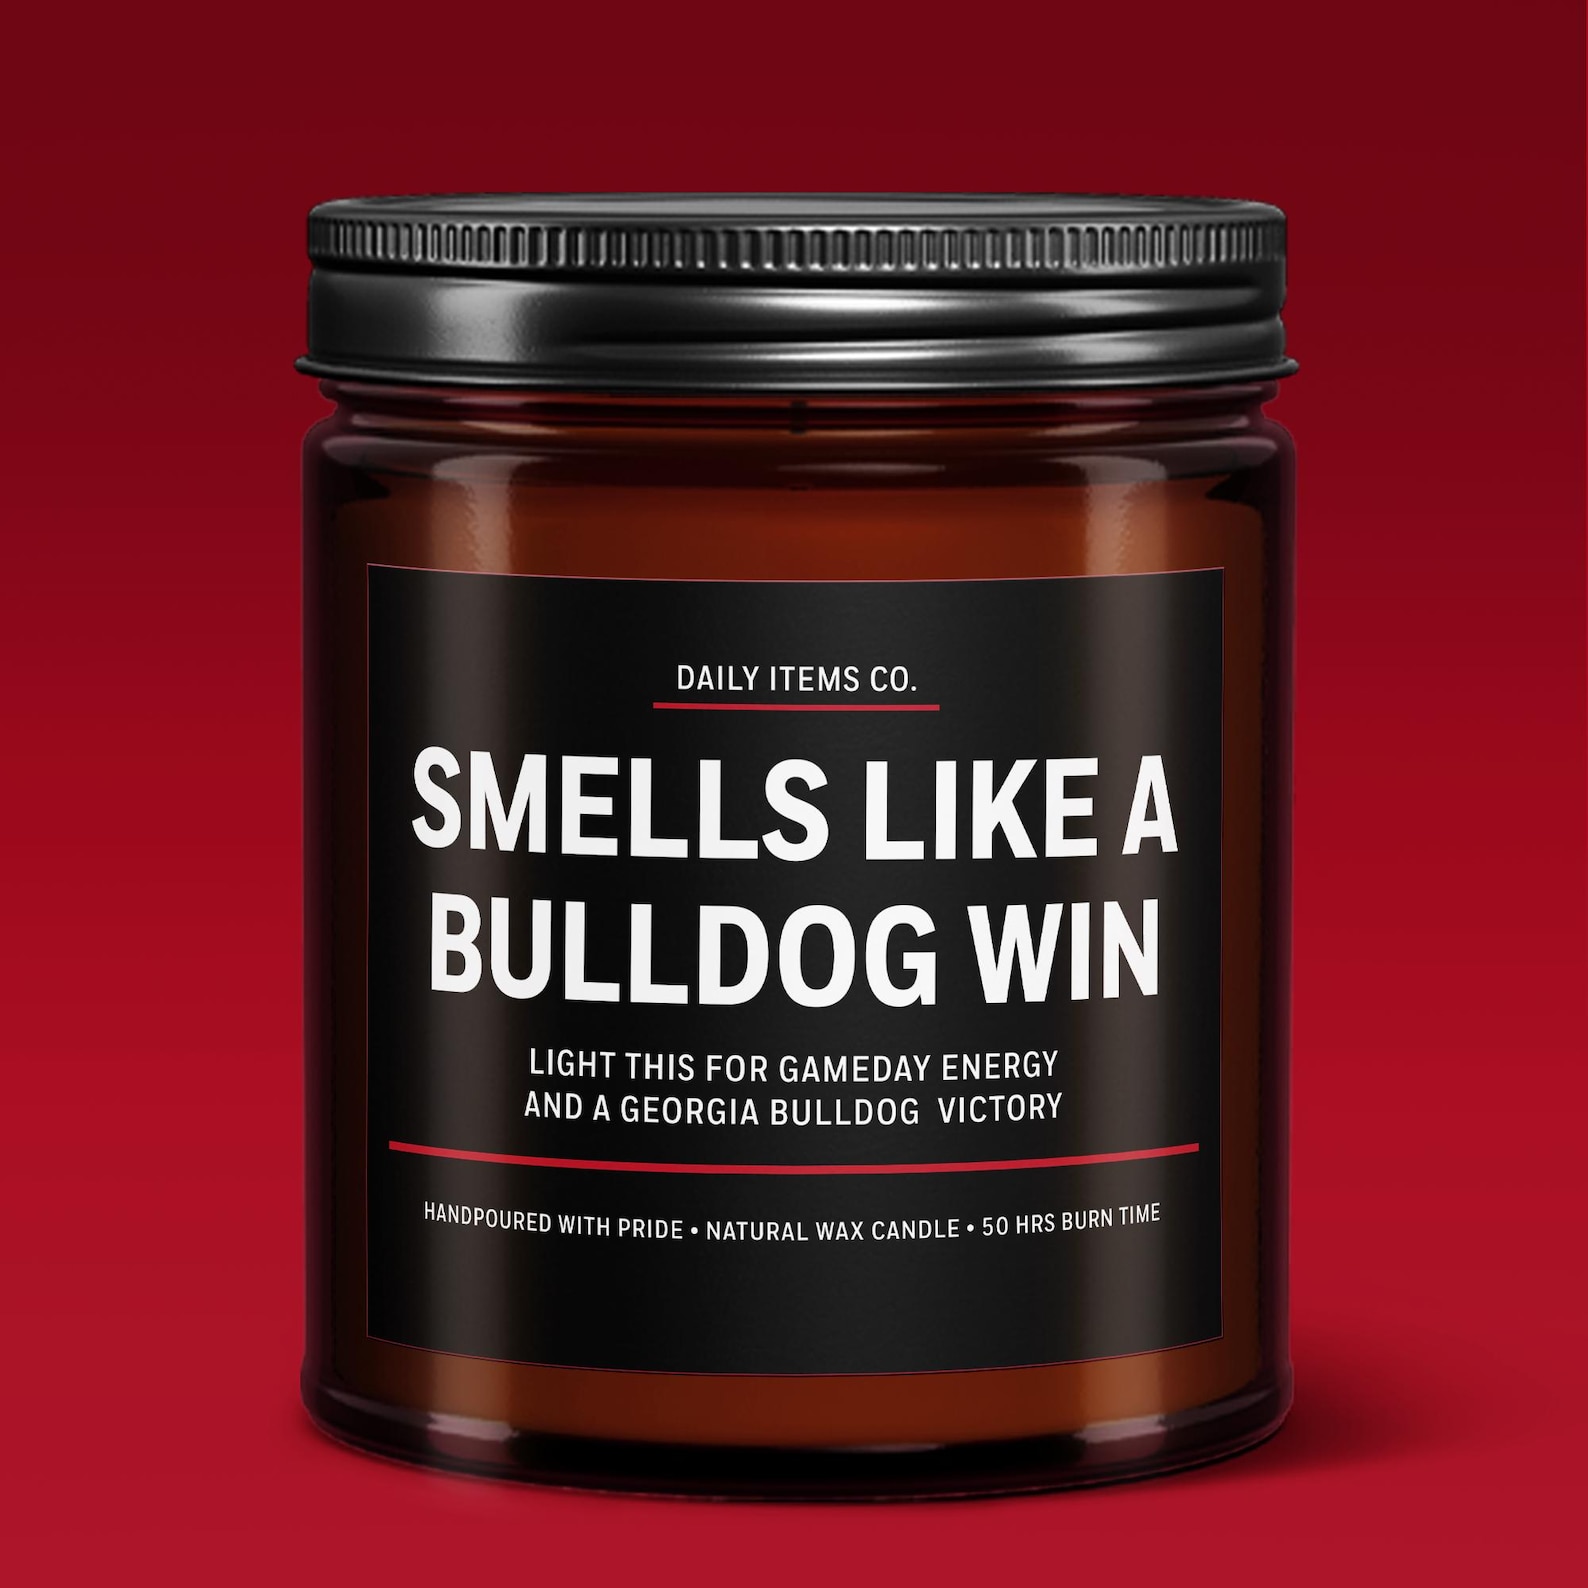 DAILY ITEMS CO.
SMELLS LIKE A
BULLDOG WIN
LIGHT THIS FOR GAMEDAY ENERGY
AND A GEORGIA BULLDOG VICTORY
HANDPOURED WITH PRIDE • NATURAL WAX CANDLE • 50 HRS BURN TIME